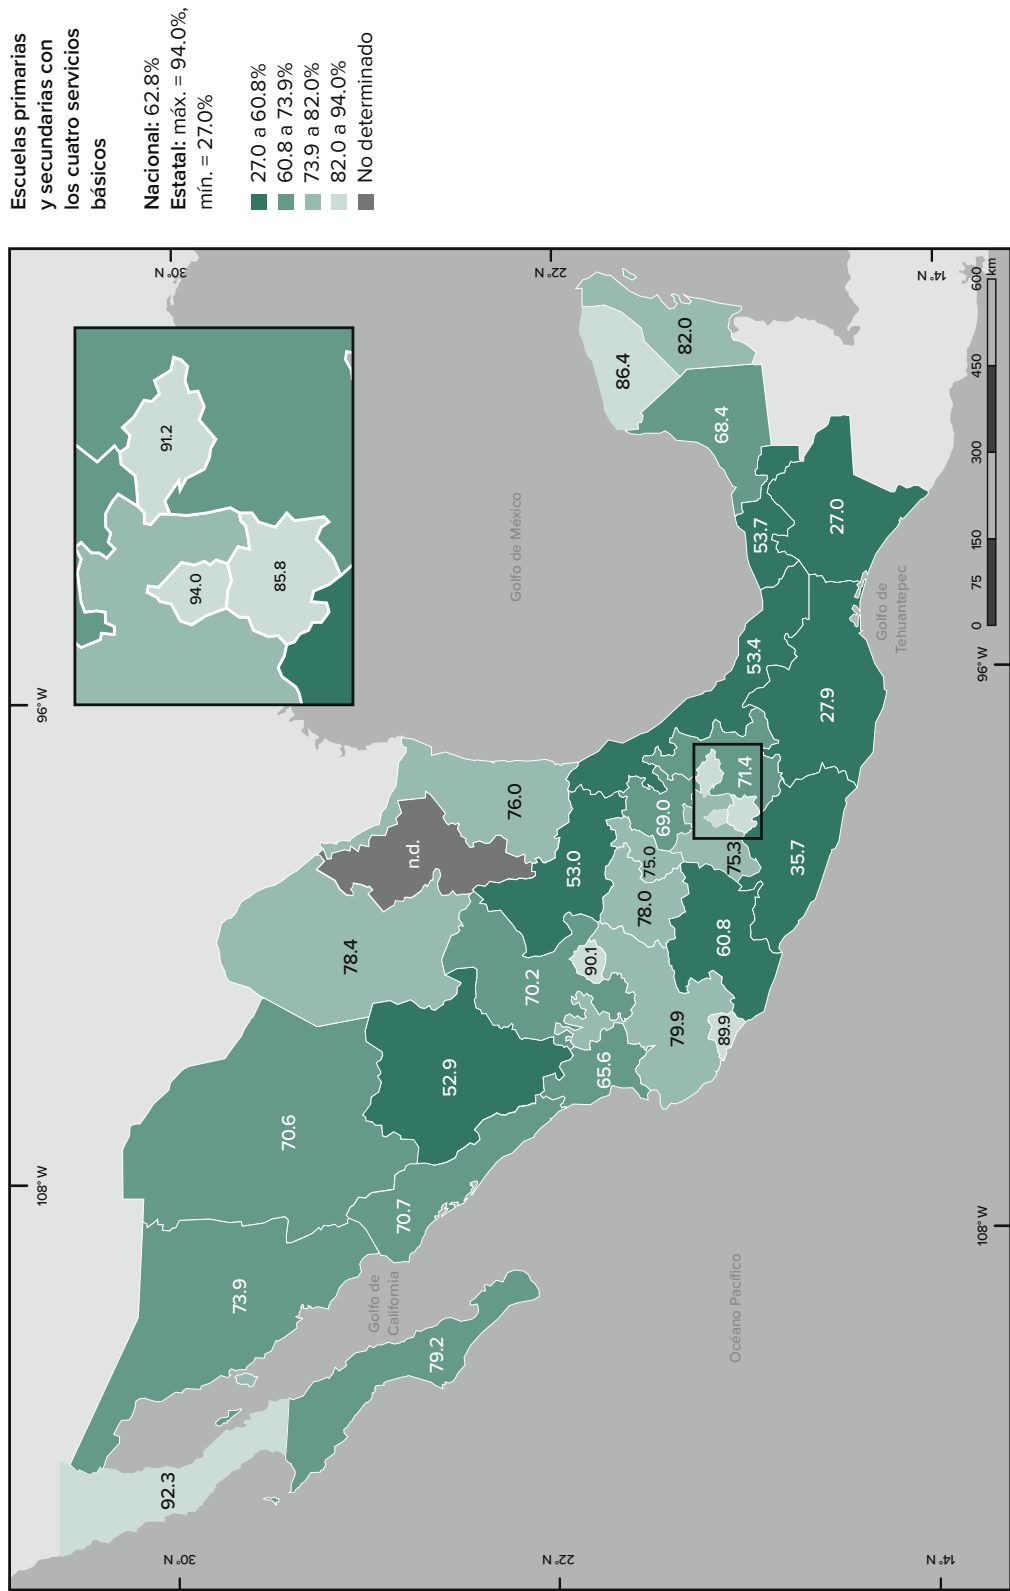 Escuelas primarias
y secundarias con
los cuatro servicios
básicos
Nacional: 62.8%
Estatal: máx. = 94.0%,
mín. = 27.0%
27.0 a 60.8%
60.8 a 73.9%
73.9 a 82.0%
82.0 a 94.0%
No determinado
108° W
96° W
30° N
30° N
22° N
22° N
14° N
14° N
108° W
96° W
92.3
73.9
79.2
Golfo de
California
70.6
70.7
78.4
52.9
n.d.
76.0
70.2
53.0
65.6
90.1
79.9
89.9
78.0
75.0
69.0
60.8
75.3
71.4
35.7
53.4
27.9
53.7
27.0
68.4
86.4
82.0
Golfo de México
Océano Pacífico
Golfo de
Tehuantepec
94.0
85.8
91.2
0
75
150
300
450
600
km